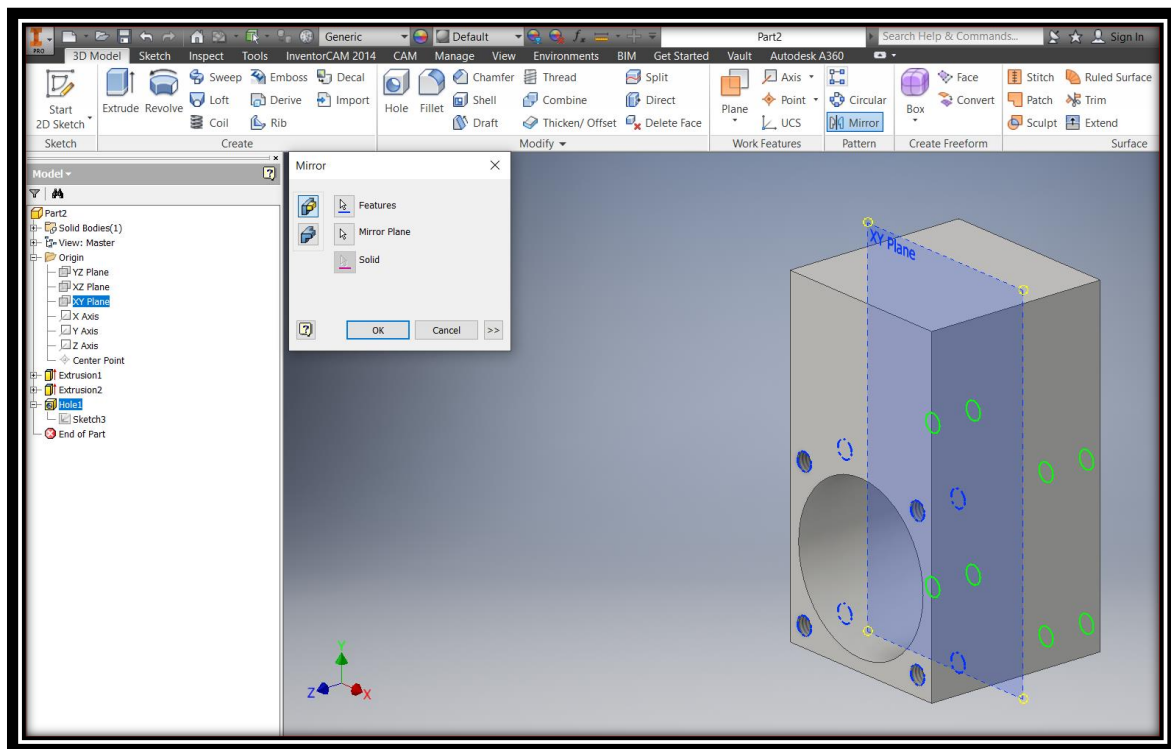 PRO
Generic
Default
Part2
Search Help & Commands...
Sign In
3D Model Sketch Inspect Tools InventorCAM 2014 CAM Manage View Environments BIM Get Started Vault Autodesk A360
Start
2D Sketch
Extrude
Revolve
Sweep
Emboss
Decal
Loft
Derive
Import
Coil
Rib
Hole
Fillet
Chamfer
Thread
Split
Shell
Combine
Direct
Draft
Thicken/ Offset
Delete Face
Plane
Axis
Point
UCS
Circular
Mirror
Box
Face
Convert
Stitch
Ruled Surface
Patch
Trim
Sculpt
Extend
Sketch
Create
Modify
Work Features
Pattern
Create Freeform
Surface
Model
Part2
Solid Bodies(1)
View: Master
Origin
YZ Plane
XZ Plane
XY Plane
X Axis
Y Axis
Z Axis
Center Point
Extrusion1
Extrusion2
Hole1
Sketch3
End of Part
Mirror
Features
Mirror Plane
Solid
OK
Cancel
>>
XY Plane
Y
Z
X